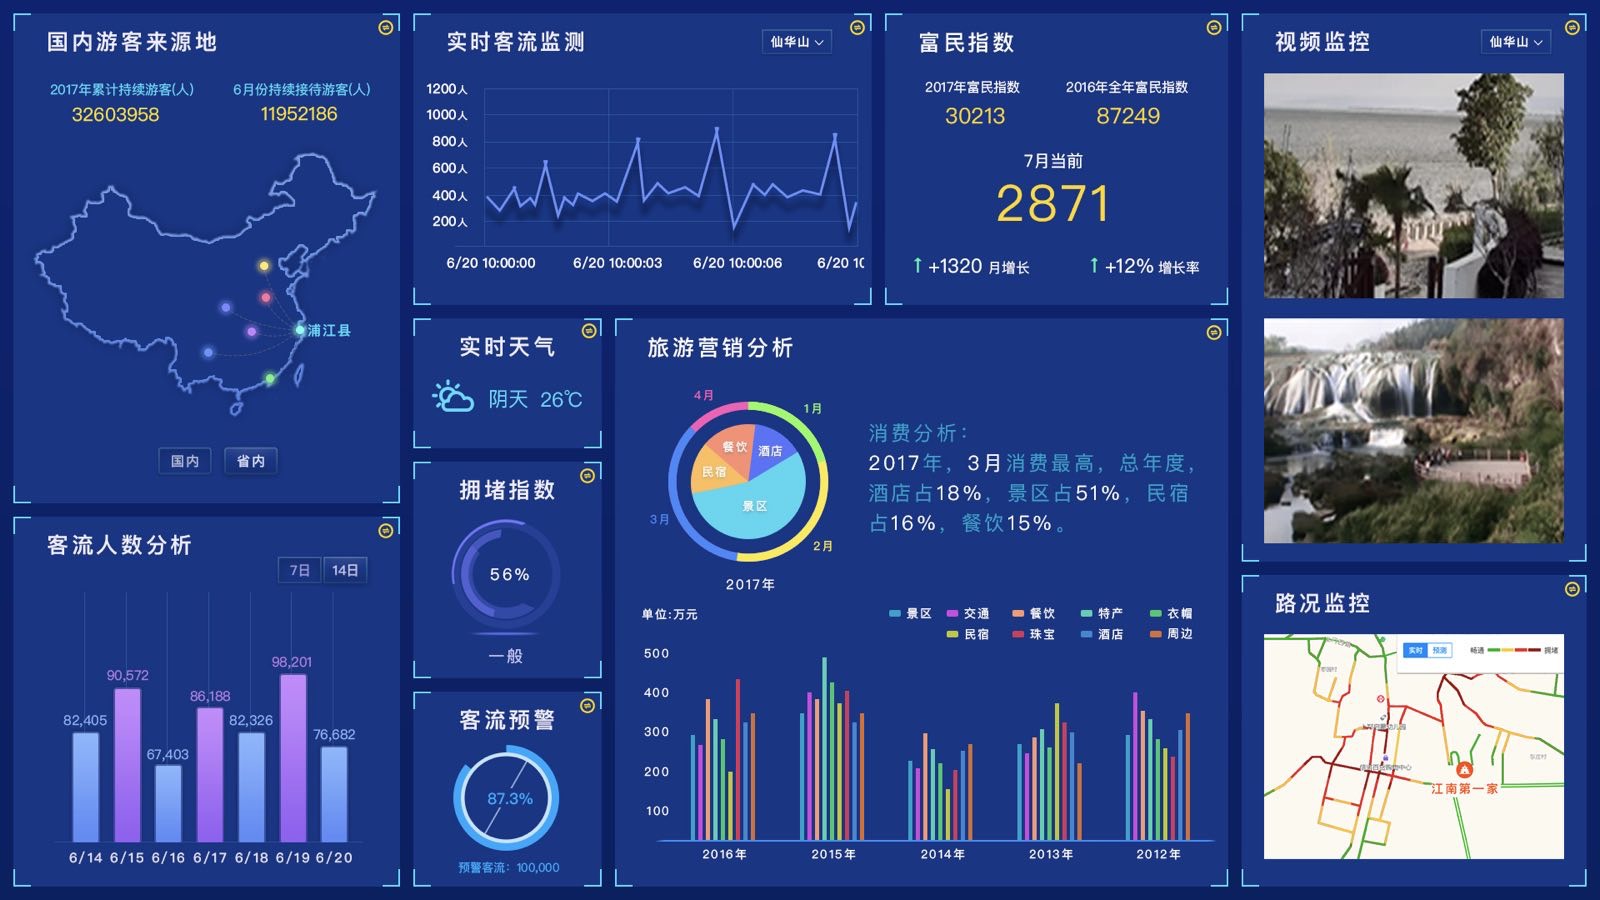 国内游客来源地
2017年累计持续游客(人)
32603958
6月份持续接待游客(人)
11952186
浦江县
国内
省内
客流人数分析
7日
14日
82,405
90,572
67,403
86,188
82,326
98,201
76,682
6/14 6/15 6/16 6/17 6/18 6/19 6/20
实时客流监测
仙华山
1200人
1000人
800人
600人
400人
200人
6/20 10:00:00
6/20 10:00:03
6/20 10:00:06
6/20 10
富民指数
2017年富民指数
30213
2016年全年富民指数
87249
7月当前
2871
+1320 月增长
+12% 增长率
实时天气
阴天 26℃
拥堵指数
56%
一般
客流预警
87.3%
预警客流：100,000
旅游营销分析
4月
1月
3月
2月
餐饮
酒店
民宿
景区
2017年
消费分析：
2017年，3月消费最高，总年度，
酒店占18%，景区占51%，民宿
占16%，餐饮15%。
单位:万元
景区 交通 餐饮 特产 衣帽
民宿 珠宝 酒店 周边
500
400
300
200
100
2016年 2015年 2014年 2013年 2012年
视频监控
仙华山
路况监控
实时 预测
畅通
拥堵
江南第一家